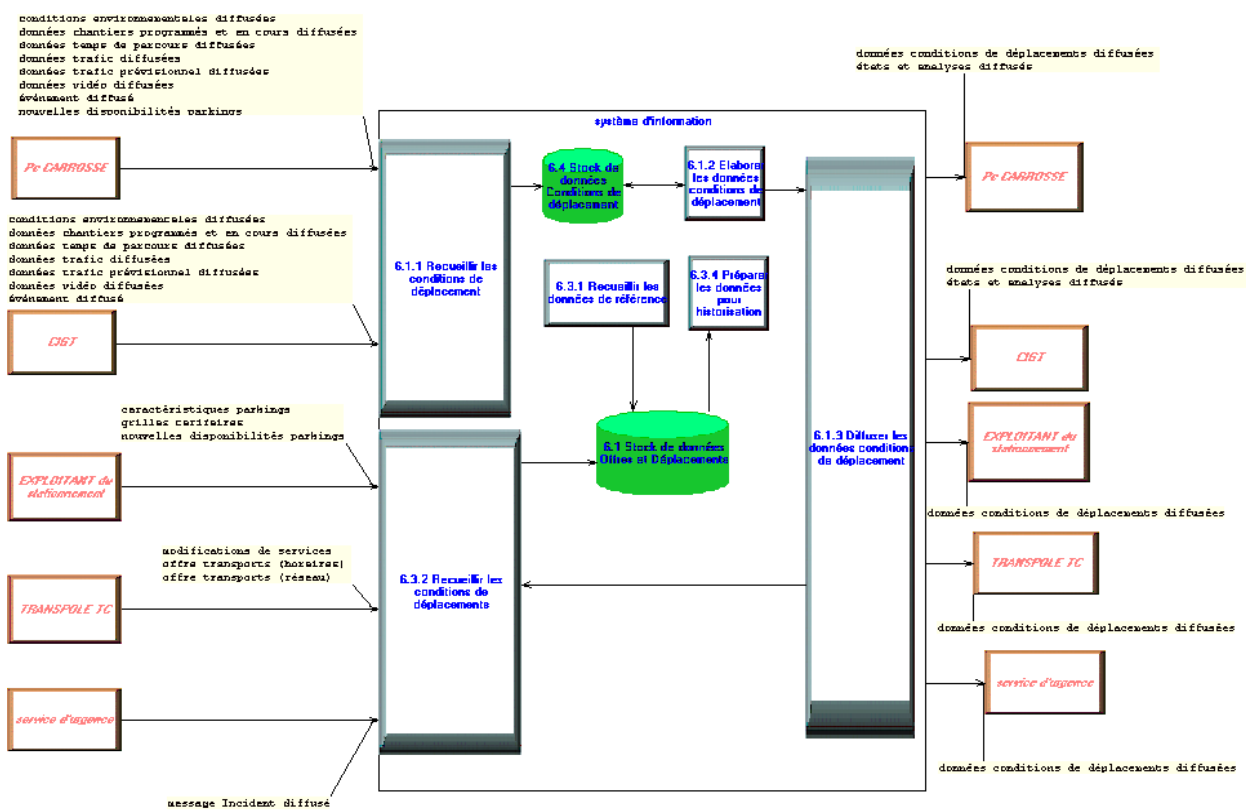 conditions environnementales diffusées
données chantiers programmés et en cours diffusées
données temps de parcours diffusées
données trafic diffusées
données trafic prévisionnel diffusées
données vidéo diffusées
événement diffusé
nouvelles disponibilités parkings
Pc CARROSSE
conditions environnementales diffusées
données chantiers programmés et en cours diffusées
données temps de parcours diffusées
données trafic diffusées
données trafic prévisionnel diffusées
données vidéo diffusées
événement diffusé
CIGT
caractéristiques parkings
grilles
nouvelles disponibilités parkings
EXPLOITANT du
stationnement
modifications de services
offre transports (horaires)
offre transports (réseau)
TRANSPOLE TC
service d'urgence
message Incident diffusé
système d'information
6.1.1 Recueillir les
conditions de
déplacement
6.4 Stock de
données
Conditions de
déplacement
6.1.2 Elabore
les données
conditions de
déplacement
6.3.1 Recueillir les
données de référence
6.3.4 Prépare
les données
pour
historisation
6.1 Stock de données
Offres et Déplacements
6.3.2 Recueillir les
conditions de
déplacements
6.1.3 Diffuser les
données conditions
de déplacement
données conditions de déplacements diffusées
états et analyses diffusés
Pc CARROSSE
données conditions de déplacements diffusées
états et analyses diffusés
CIGT
EXPLOITANT du
stationnement
données conditions de déplacements diffusées
TRANSPOLE TC
données conditions de déplacements diffusées
service d'urgence
données conditions de déplacements diffusées